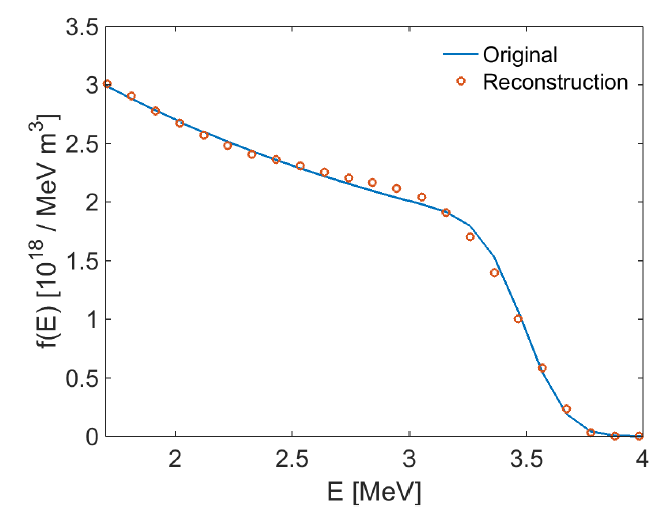 3.5
3
2.5
2
1.5
1
0.5
0
f(E) [10^18 / MeV m^3]
Original
Reconstruction
2 2.5 3 3.5 4
E [MeV]